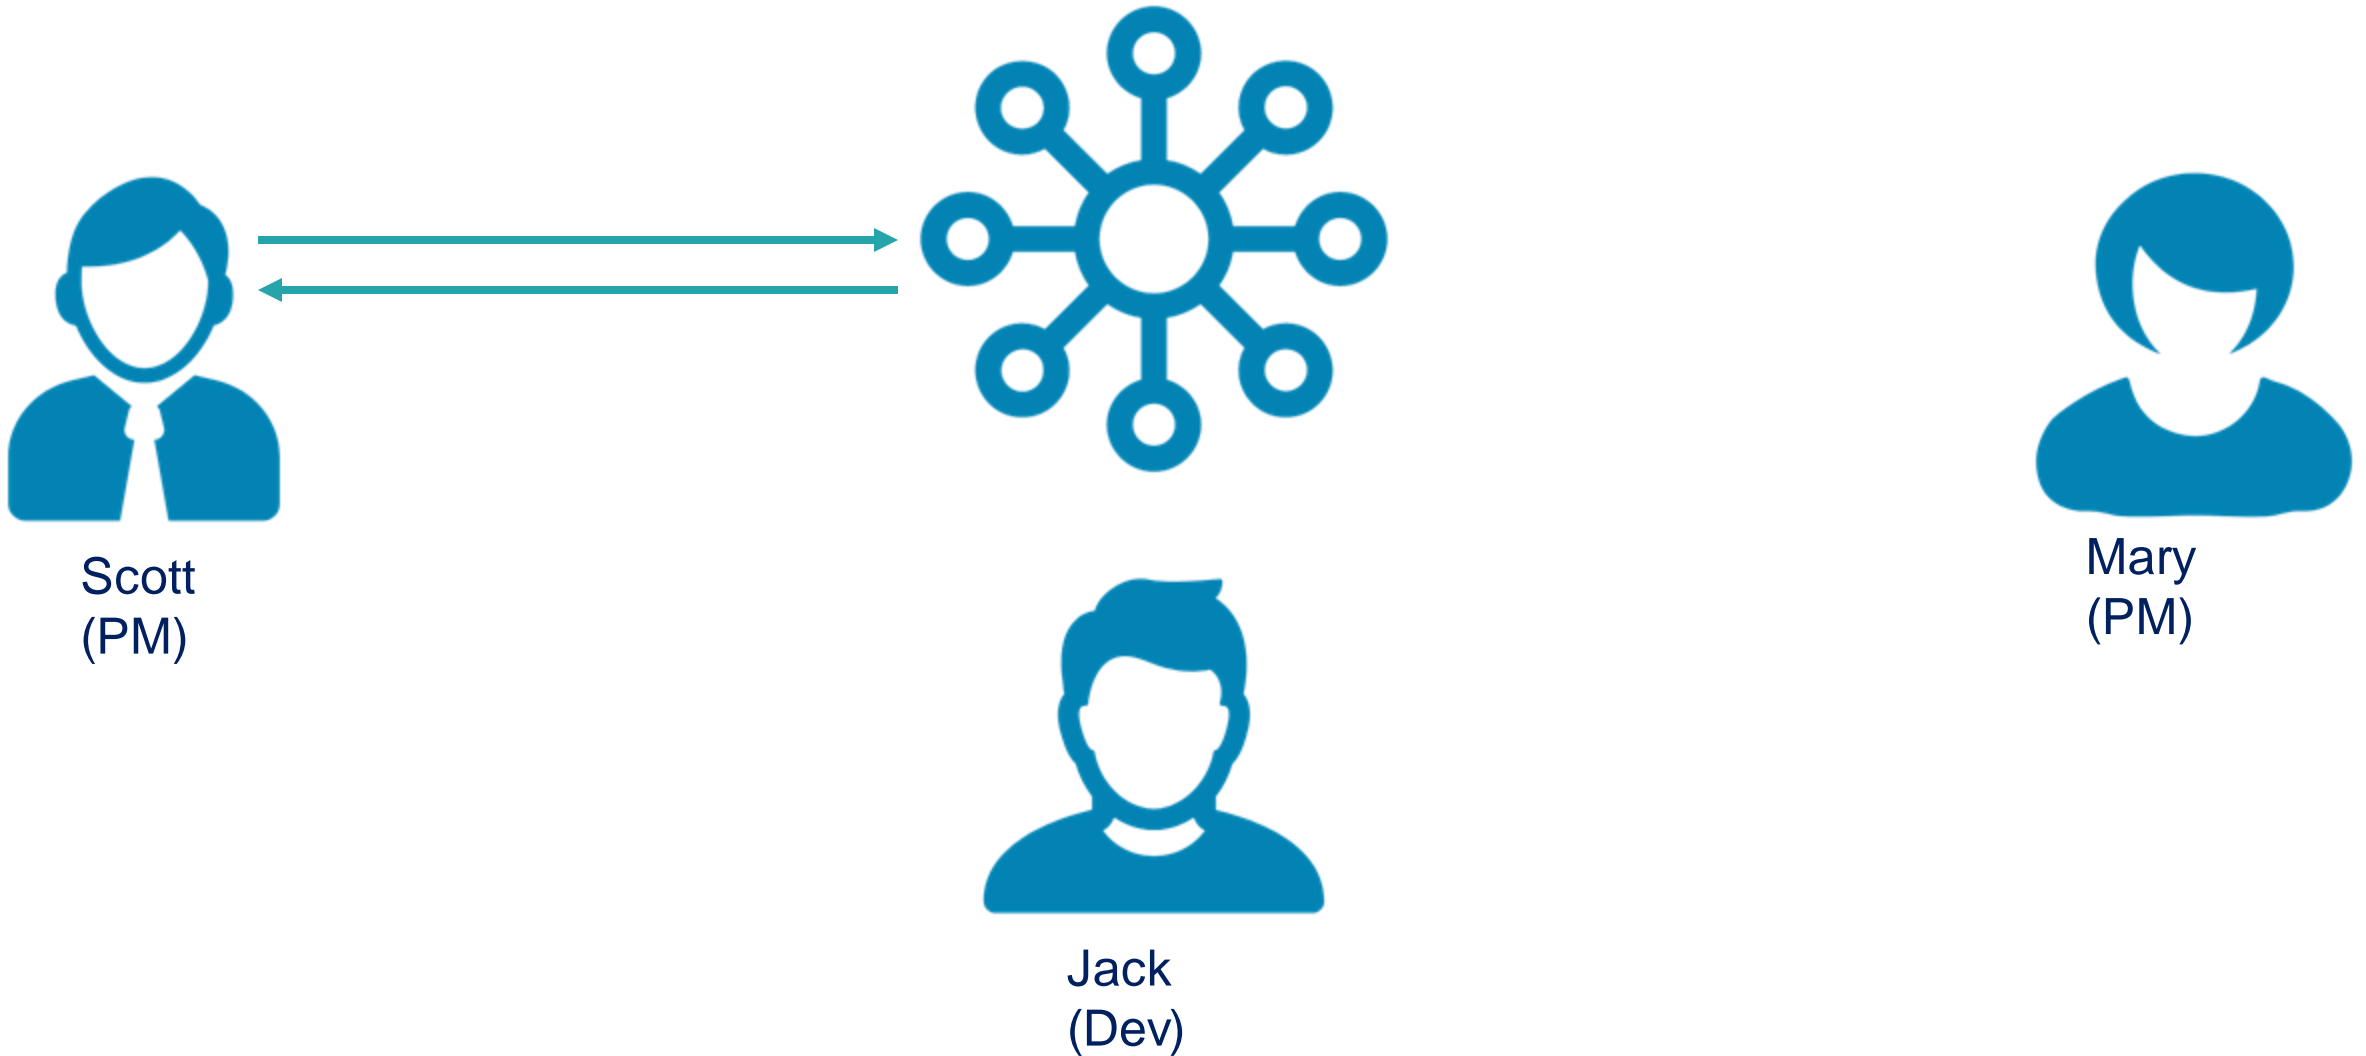 Scott
(PM)
Mary
(PM)
Jack
(Dev)